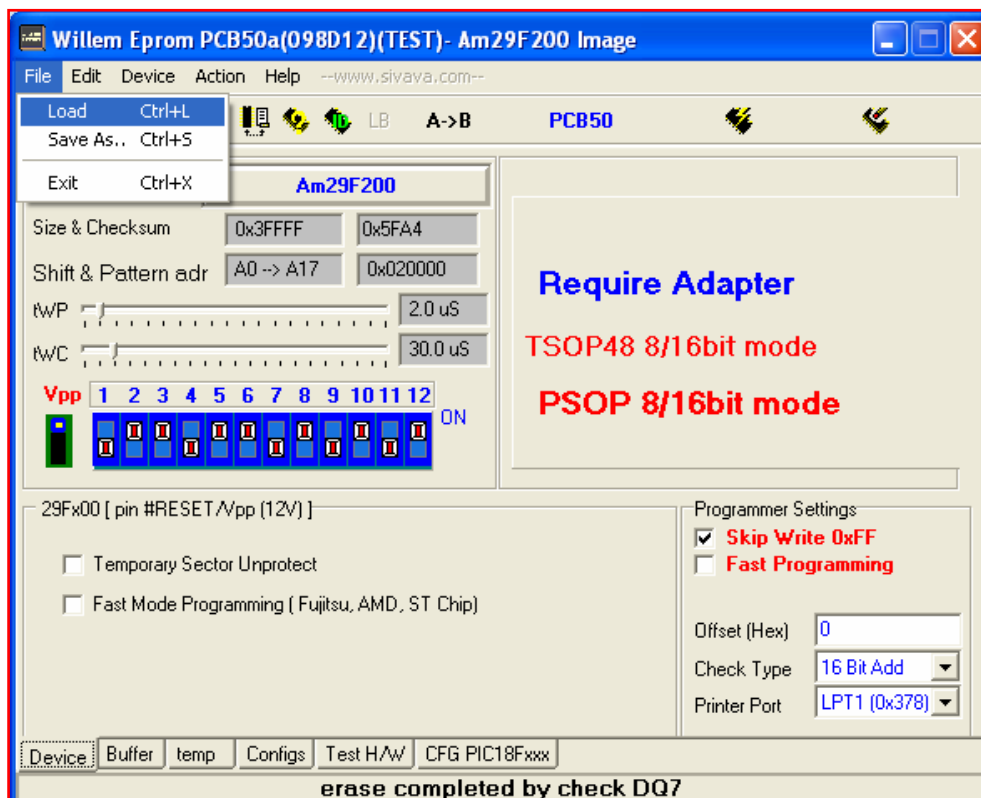 Willem Eprom PCB50a(098D12)(TEST)- Am29F200 Image
File Edit Device Action Help --www.sivava.com--
Load Ctrl+L
Save As.. Ctrl+S
Exit Ctrl+X
LB A->B PCB50
Am29F200
Size & Checksum 0x3FFFF 0x5FA4
Shift & Pattern adr A0 --> A17 0x020000
tWP 2.0 uS
tWC 30.0 uS
Vpp 1 2 3 4 5 6 7 8 9 10 11 12
ON
Require Adapter
TSOP48 8/16bit mode
PSOP 8/16bit mode
29Fx00 [ pin #RESET/Vpp (12V) ]
Temporary Sector Unprotect
Fast Mode Programming ( Fujitsu, AMD, ST Chip)
Programmer Settings
Skip Write 0xFF
Fast Programming
Offset (Hex) 0
Check Type 16 Bit Add
Printer Port LPT1 (0x378)
Device Buffer temp Configs Test H/W CFG PIC18Fxxx
erase completed by check DQ7